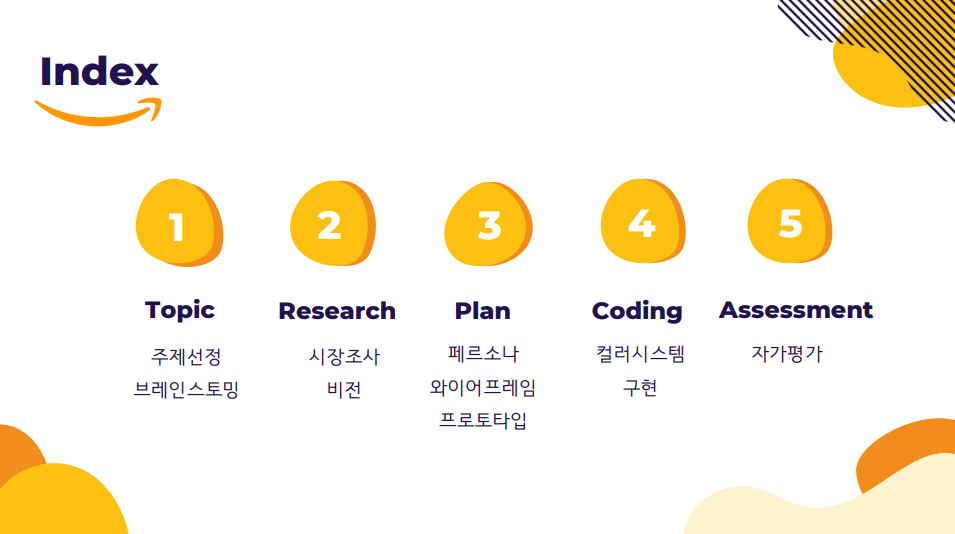 Index
1
2
3
4
5
Topic
Research
Plan
Coding
Assessment
주제선정
브레인스토밍
시장조사
비전
페르소나
와이어프레임
프로토타입
컬러시스템
구현
자가평가